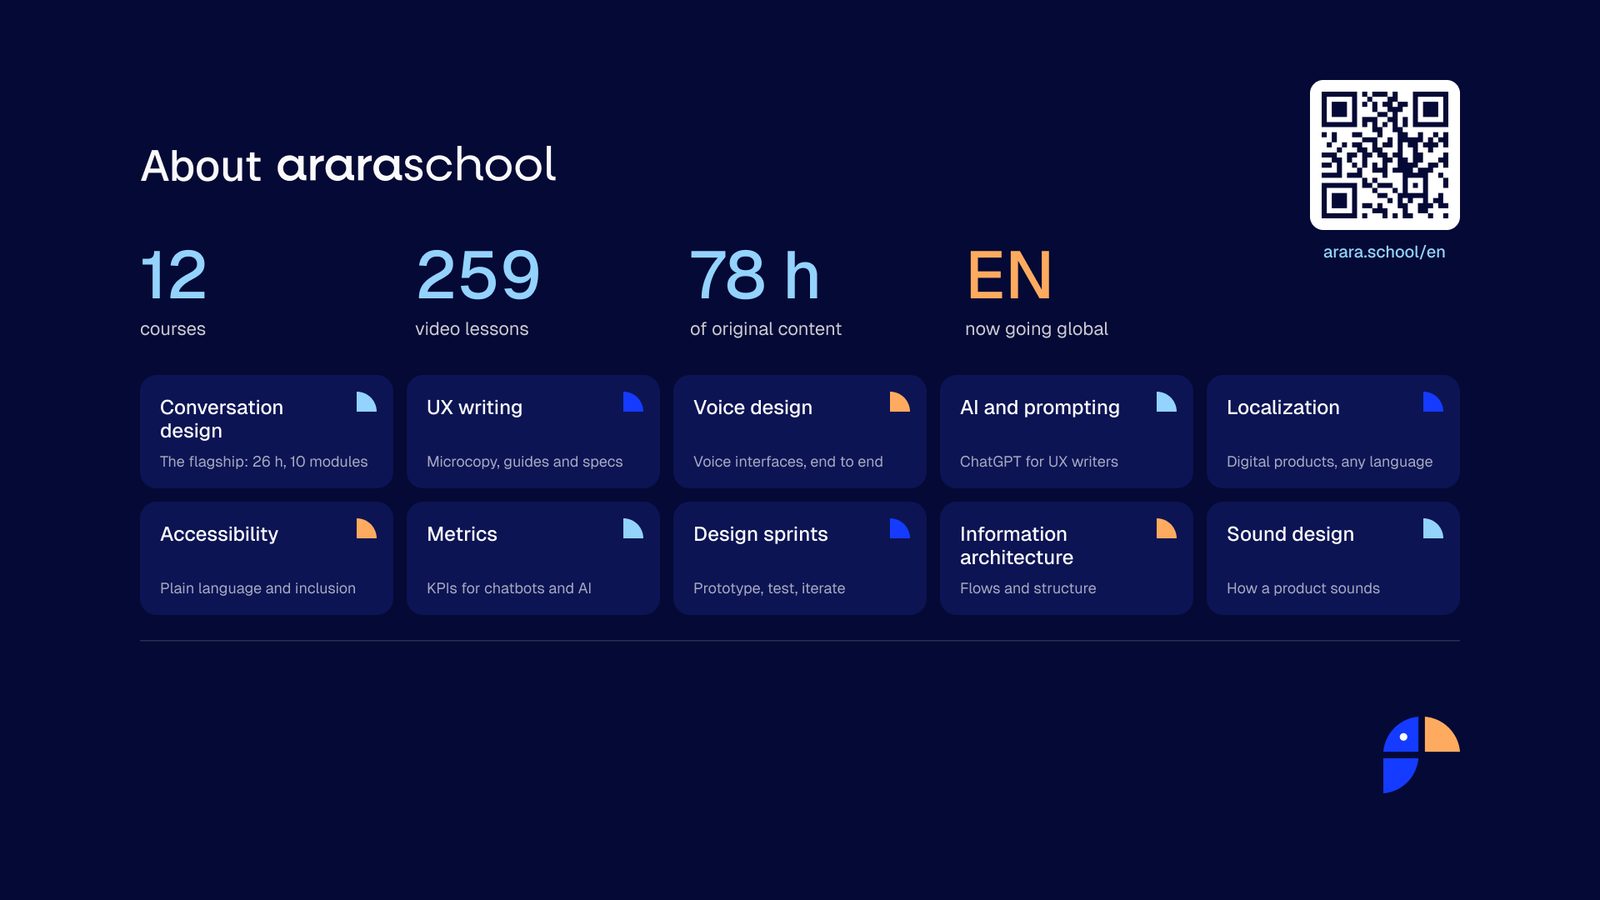 About araraschool
arara.school/en
12
courses
259
video lessons
78 h
of original content
EN
now going global
Conversation
design
The flagship: 26 h, 10 modules
UX writing
Microcopy, guides and specs
Voice design
Voice interfaces, end to end
AI and prompting
ChatGPT for UX writers
Localization
Digital products, any language
Accessibility
Plain language and inclusion
Metrics
KPIs for chatbots and AI
Design sprints
Prototype, test, iterate
Information
architecture
Flows and structure
Sound design
How a product sounds